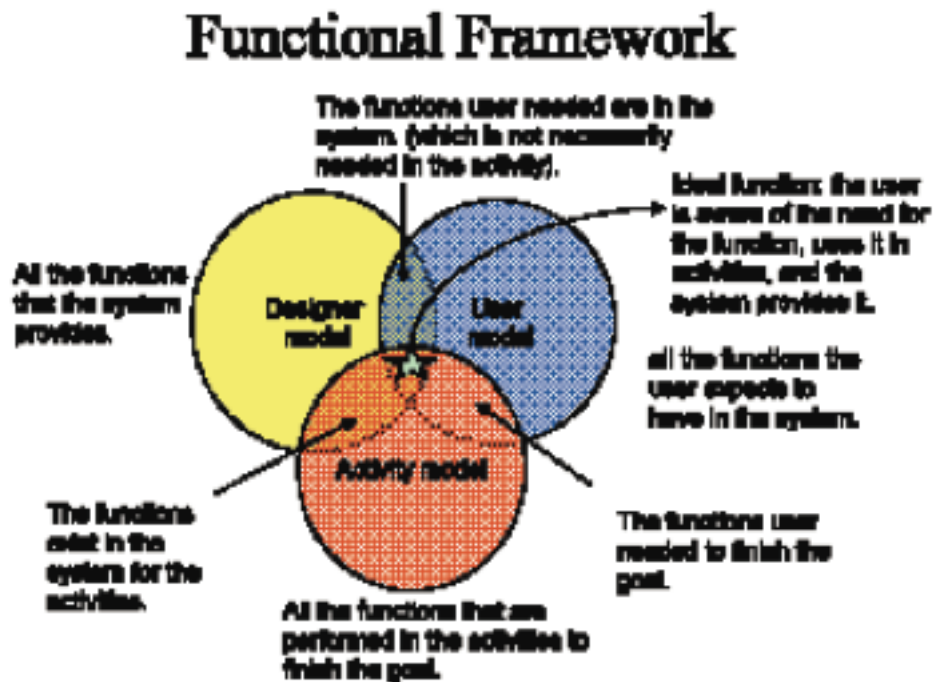 Functional Framework
The functions user needed are in the
system. (which is not necessarily
needed in the activity).
Ideal function: the user
is aware of the need for
the function, uses it in
activities, and the
system provides it.
All the functions
that the system
provides.
Designer
model
User
model
all the functions the
user expects to
have in the system.
Activity model
The functions
exist in the
system for the
activities.
The functions user
needed to finish the
goal.
All the functions that are
performed in the activities to
finish the goal.